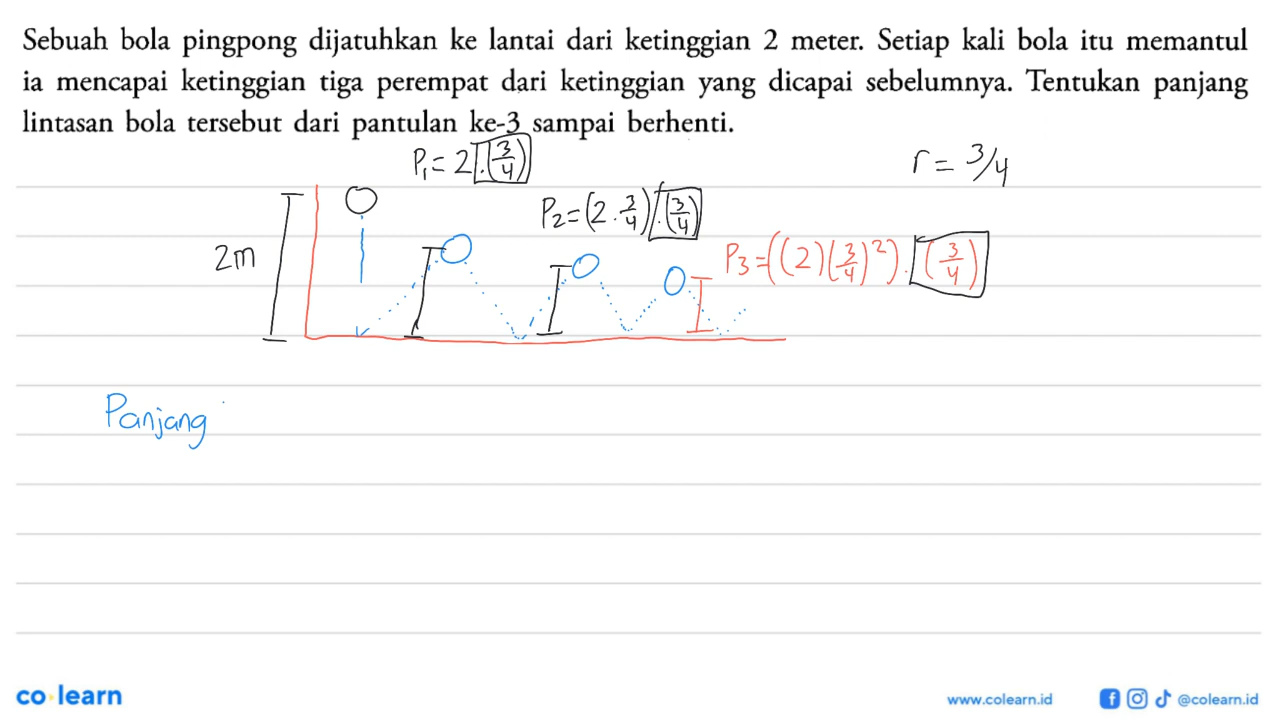 Sebuah bola pingpong dijatuhkan ke lantai dari ketinggian 2 meter. Setiap kali bola itu memantul
ia mencapai ketinggian tiga perempat dari ketinggian yang dicapai sebelumnya. Tentukan panjang
lintasan bola tersebut dari pantulan ke-3 sampai berhenti.
P₁ = 2 · (3/4)
r = 3/4
P₂ = (2 · 3/4) · (3/4)
2m
P₃ = ((2)(3/4)²) · (3/4)
Panjang
co learn
www.colearn.id
@colearn.id